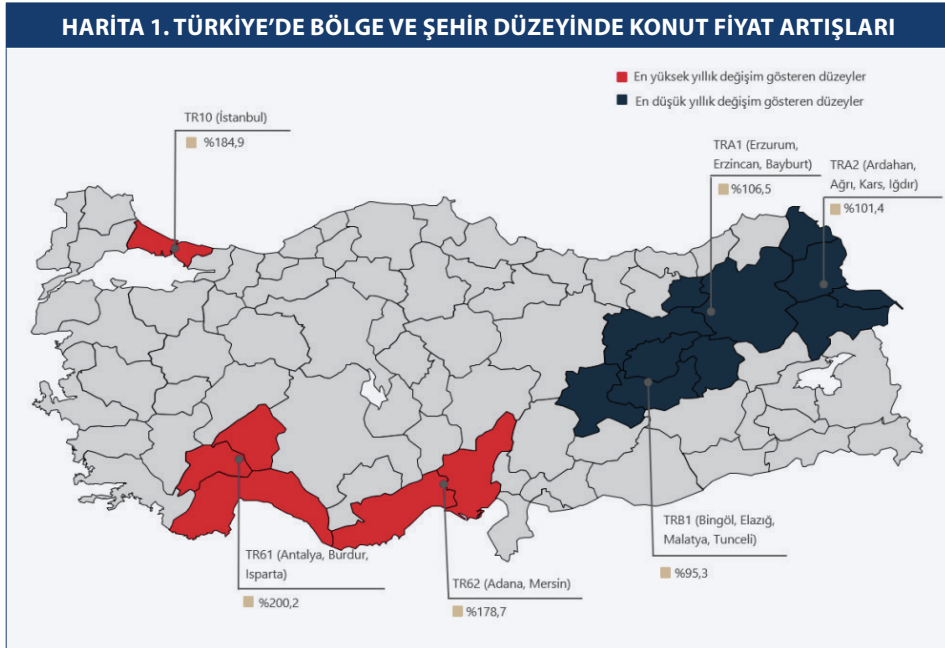 HARİTA 1. TÜRKİYE'DE BÖLGE VE ŞEHİR DÜZEYİNDE KONUT FİYAT ARTIŞLARI
En yüksek yıllık değişim gösteren düzeyler
En düşük yıllık değişim gösteren düzeyler
TR10 (İstanbul)
%184,9
TRA1 (Erzurum,
Erzincan, Bayburt)
%106,5
TRA2 (Ardahan,
Ağrı, Kars, Iğdır)
%101,4
TRB1 (Bingöl, Elazığ,
Malatya, Tunceli)
%95,3
TR61 (Antalya, Burdur,
Isparta)
%200,2
TR62 (Adana, Mersin)
%178,7